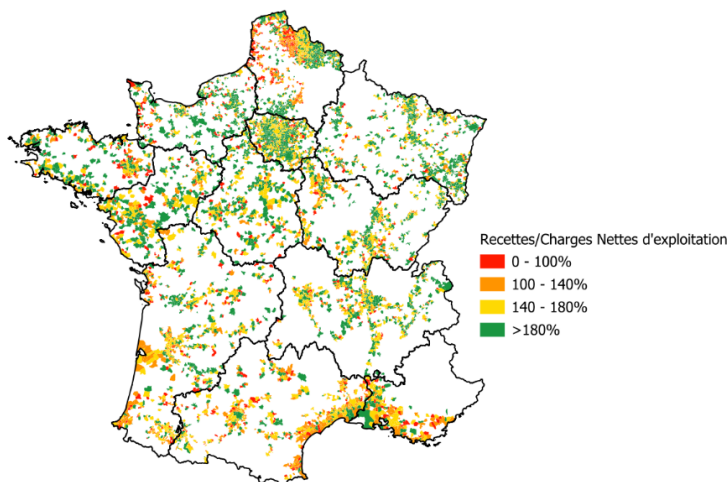 Recettes/Charges Nettes d'exploitation
0 - 100%
100 - 140%
140 - 180%
>180%